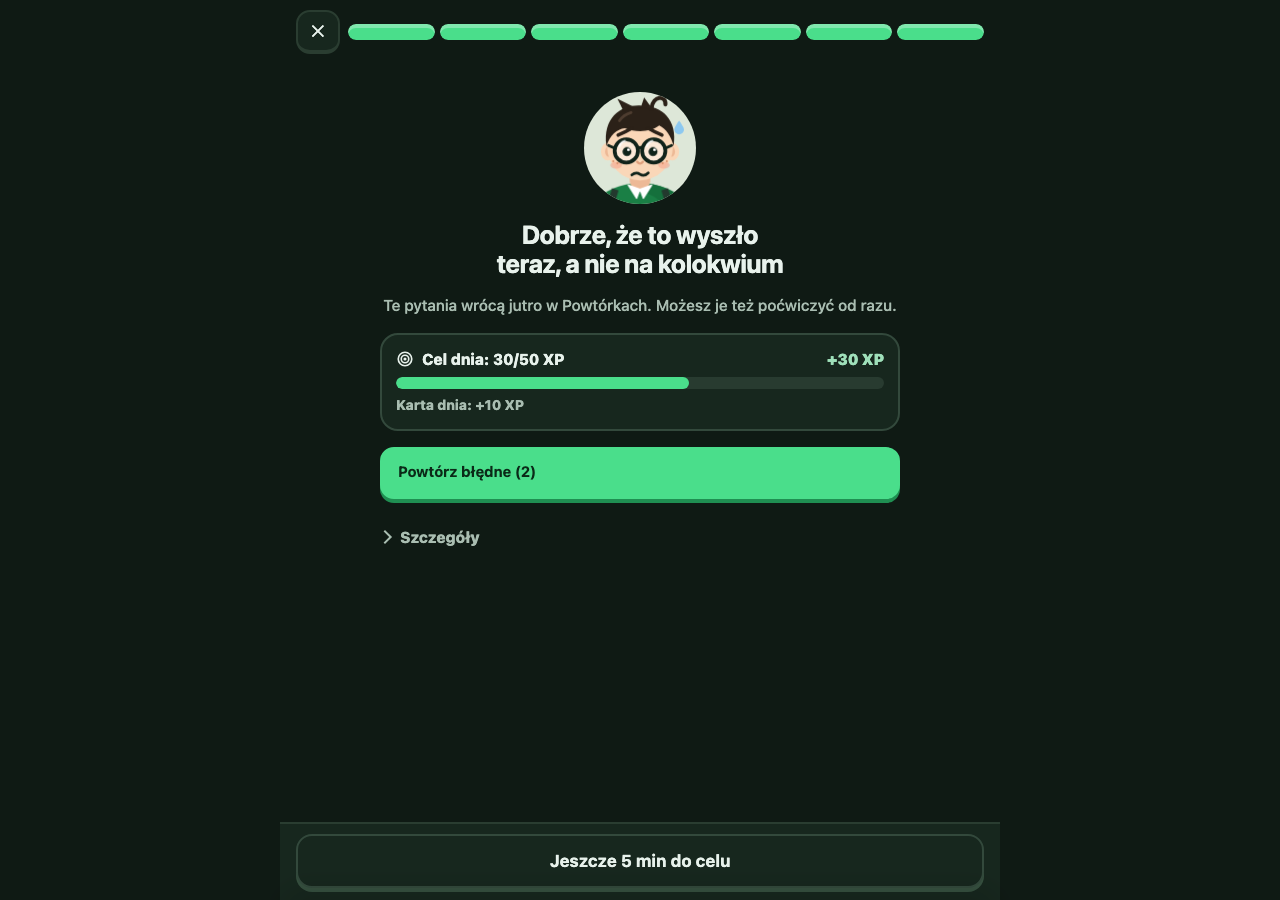 Dobrze, że to wyszło
teraz, a nie na kolokwium
Te pytania wrócą jutro w Powtórkach. Możesz je też poćwiczyć od razu.
Cel dnia: 30/50 XP
+30 XP
Karta dnia: +10 XP
Powtórz błędne (2)
Szczegóły
Jeszcze 5 min do celu